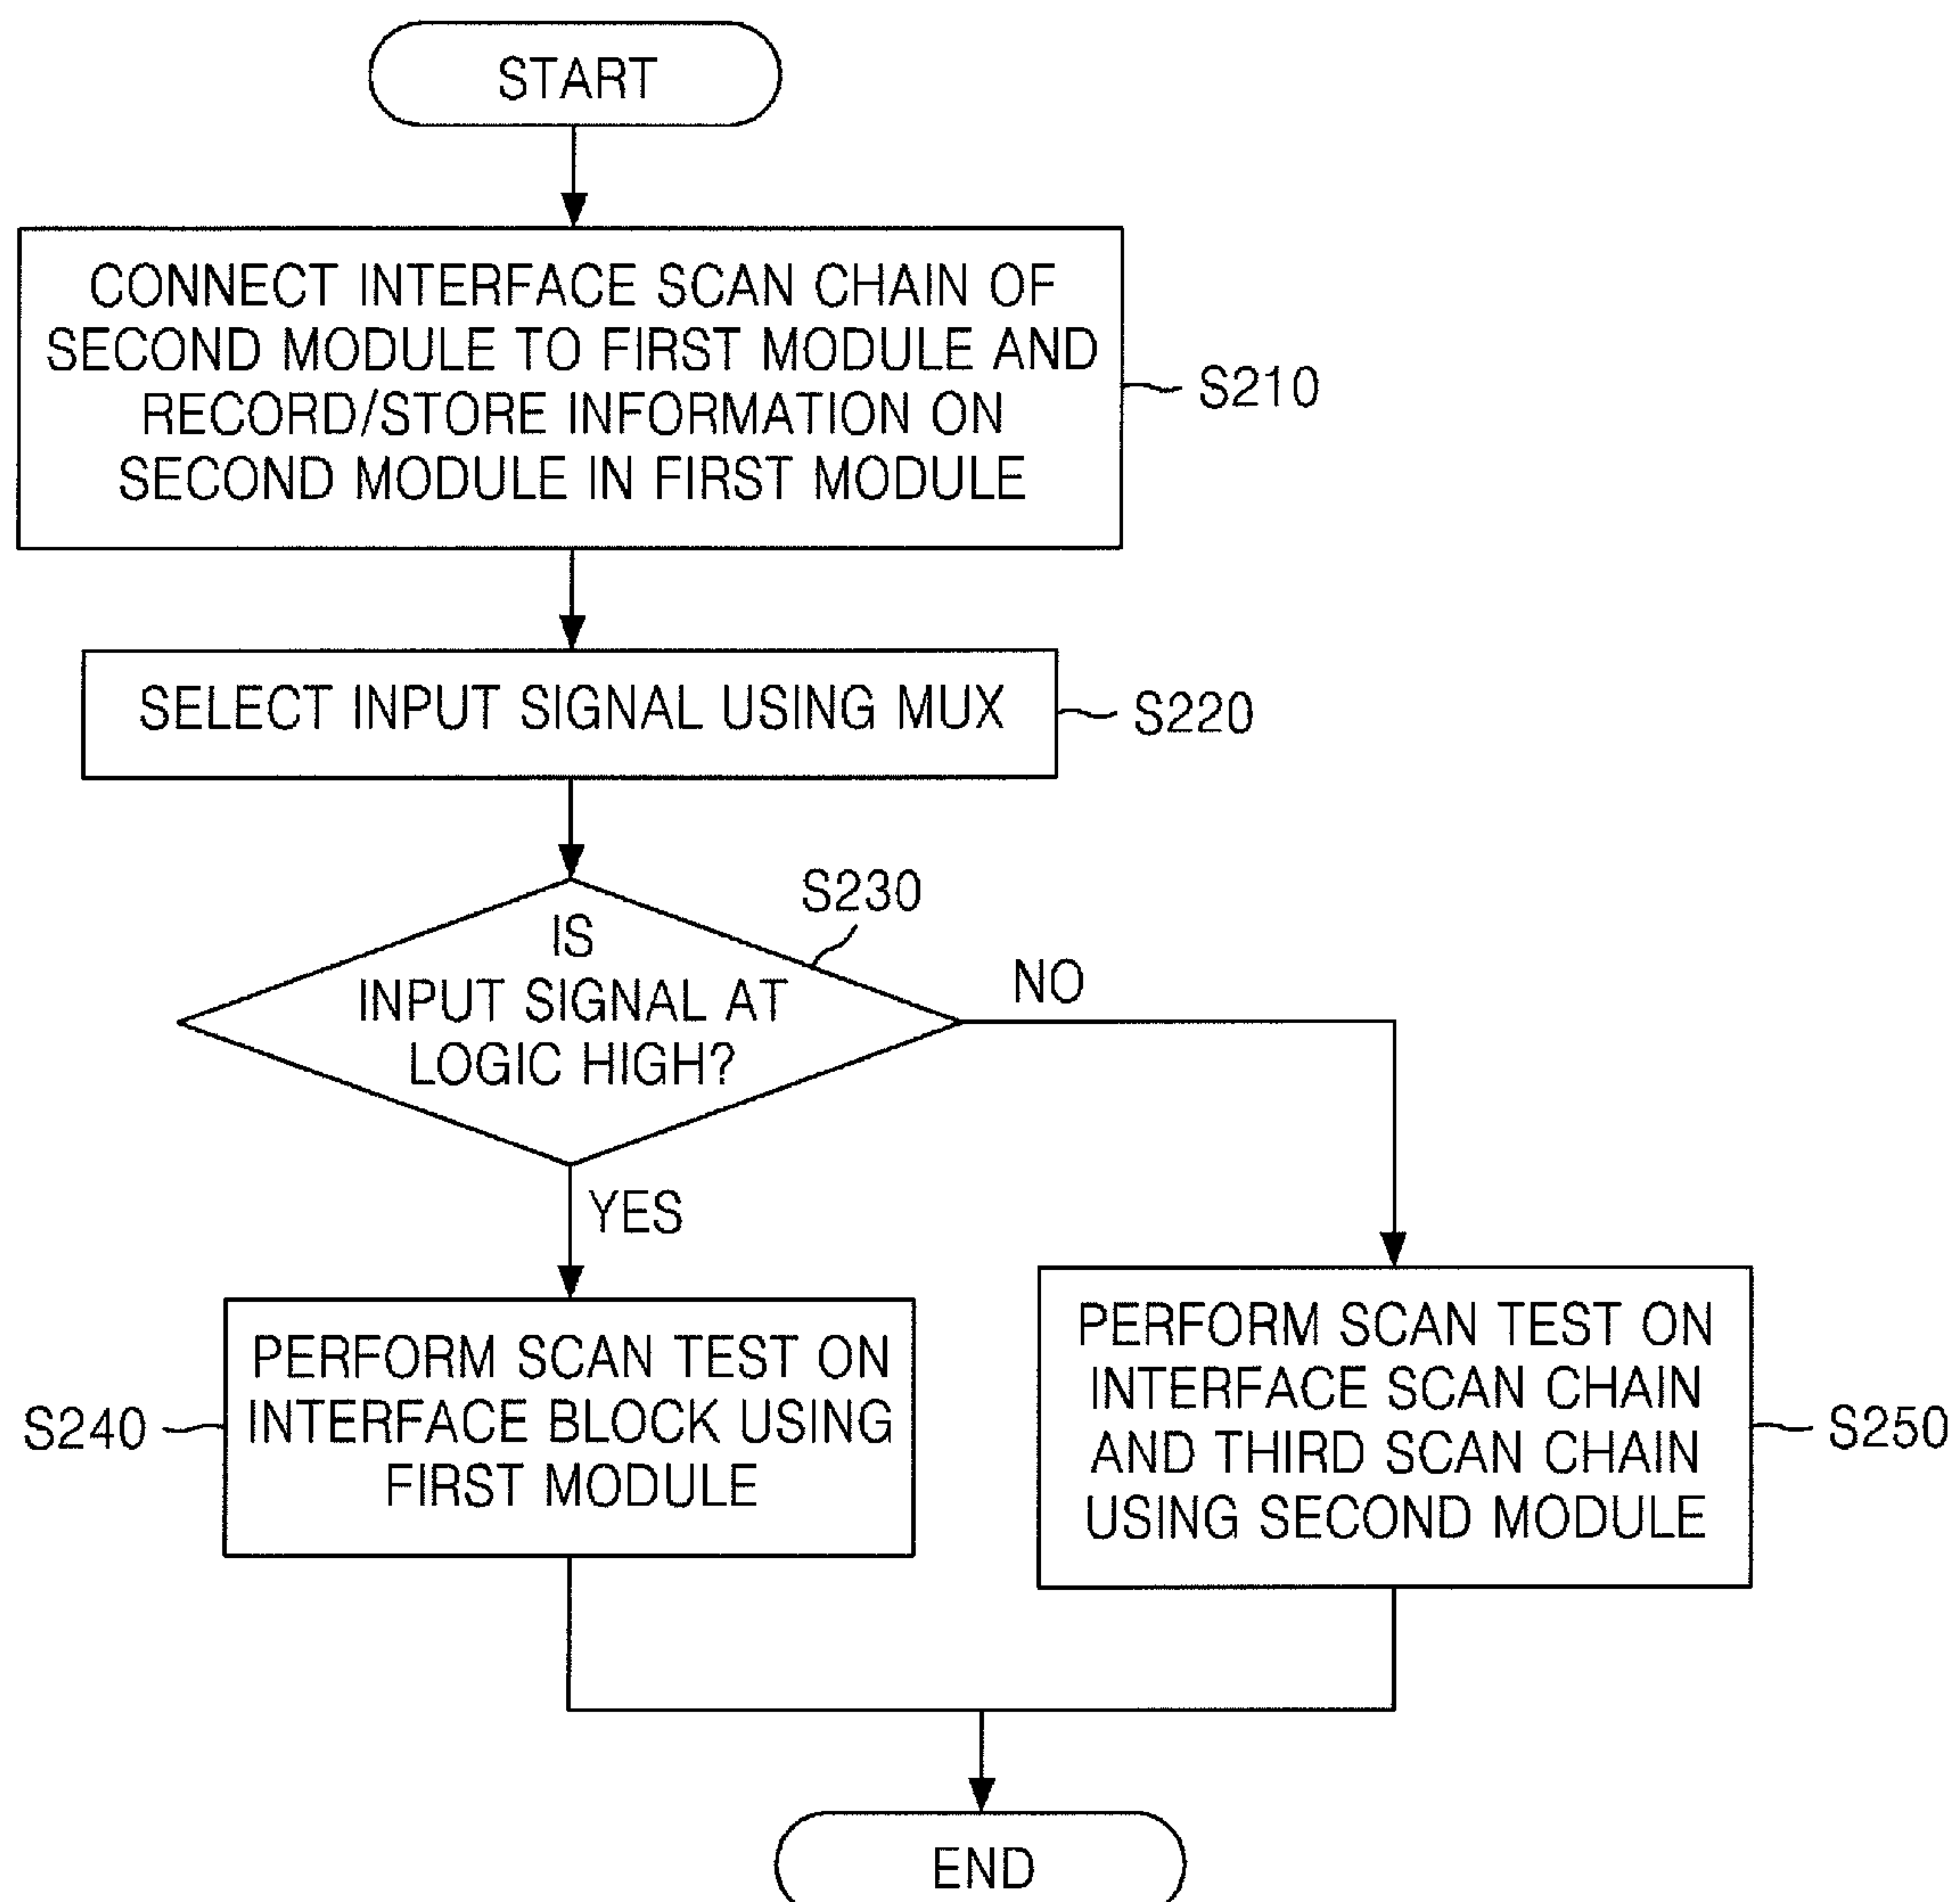 START
CONNECT INTERFACE SCAN CHAIN OF
SECOND MODULE TO FIRST MODULE AND
RECORD/STORE INFORMATION ON
SECOND MODULE IN FIRST MODULE
S210
SELECT INPUT SIGNAL USING MUX
S220
S230
IS
INPUT SIGNAL AT
LOGIC HIGH?
NO
YES
PERFORM SCAN TEST ON
INTERFACE BLOCK USING
FIRST MODULE
S240
PERFORM SCAN TEST ON
INTERFACE SCAN CHAIN
AND THIRD SCAN CHAIN
USING SECOND MODULE
S250
END